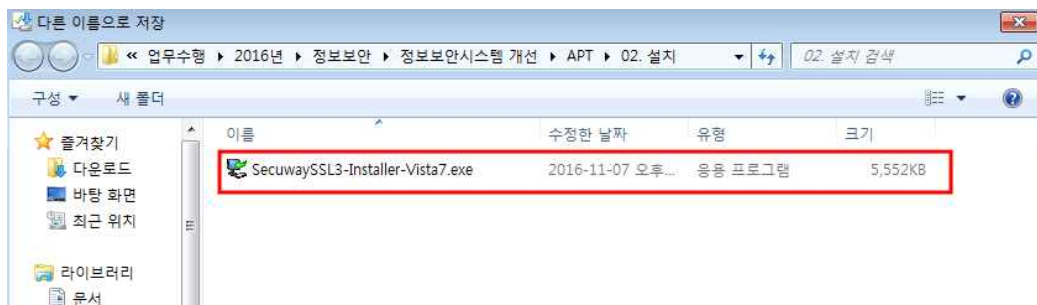 다른 이름으로 저장
« 업무수행 ▸ 2016년 ▸ 정보보안 ▸ 정보보안시스템 개선 ▸ APT ▸ 02. 설치
02. 설치 검색
구성 ▼ 새 폴더
이름 수정한 날짜 유형 크기
즐겨찾기
SecuwaySSL3-Installer-Vista7.exe 2016-11-07 오후... 응용 프로그램 5,552KB
다운로드
바탕 화면
최근 위치
라이브러리
문서